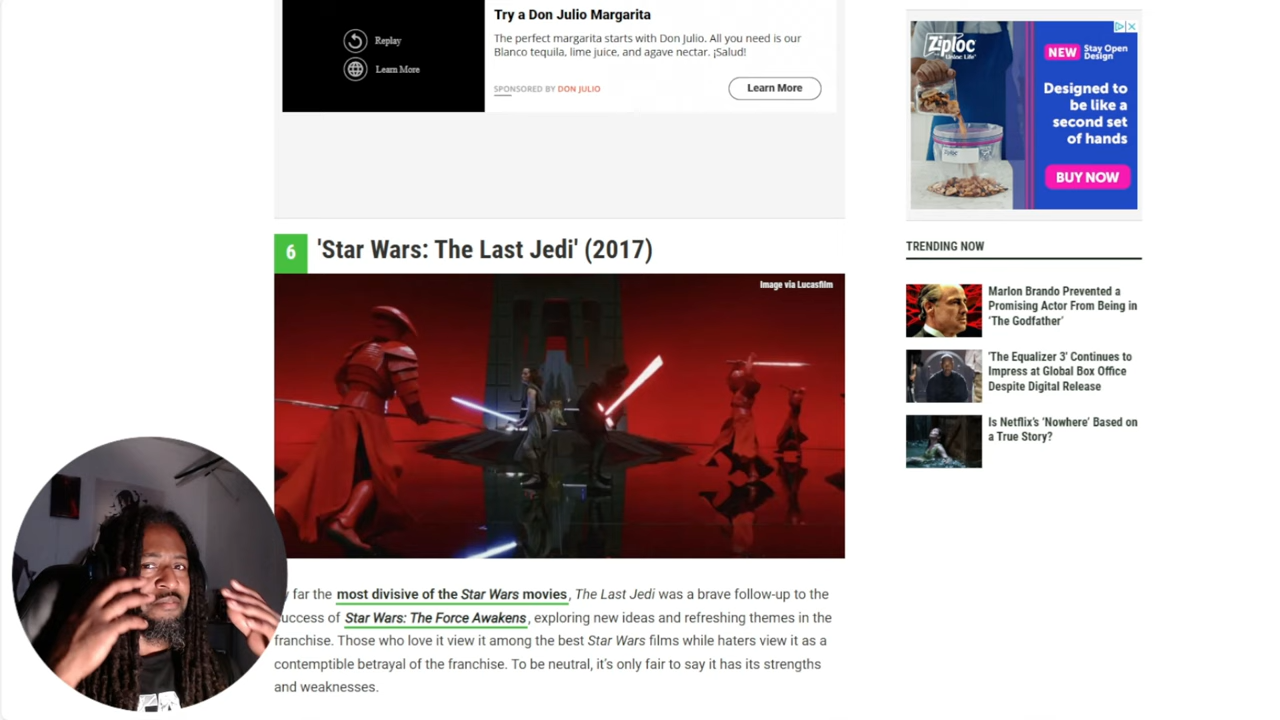 Try a Don Julio Margarita
Replay
The perfect margarita starts with Don Julio. All you need is our
Blanco tequila, lime juice, and agave nectar. ¡Salud!
Learn More
SPONSORED BY DON JULIO
Learn More
Ziploc
NEW Stay Open
Design
Designed to
be like a
second set
of hands
BUY NOW
6 'Star Wars: The Last Jedi' (2017)
Image via Lucasfilm
TRENDING NOW
Marlon Brando Prevented a
Promising Actor From Being in
'The Godfather'
'The Equalizer 3' Continues to
Impress at Global Box Office
Despite Digital Release
Is Netflix's 'Nowhere' Based on
a True Story?
far the most divisive of the Star Wars movies, The Last Jedi was a brave follow-up to the
success of Star Wars: The Force Awakens, exploring new ideas and refreshing themes in the
franchise. Those who love it view it among the best Star Wars films while haters view it as a
contemptible betrayal of the franchise. To be neutral, it's only fair to say it has its strengths
and weaknesses.